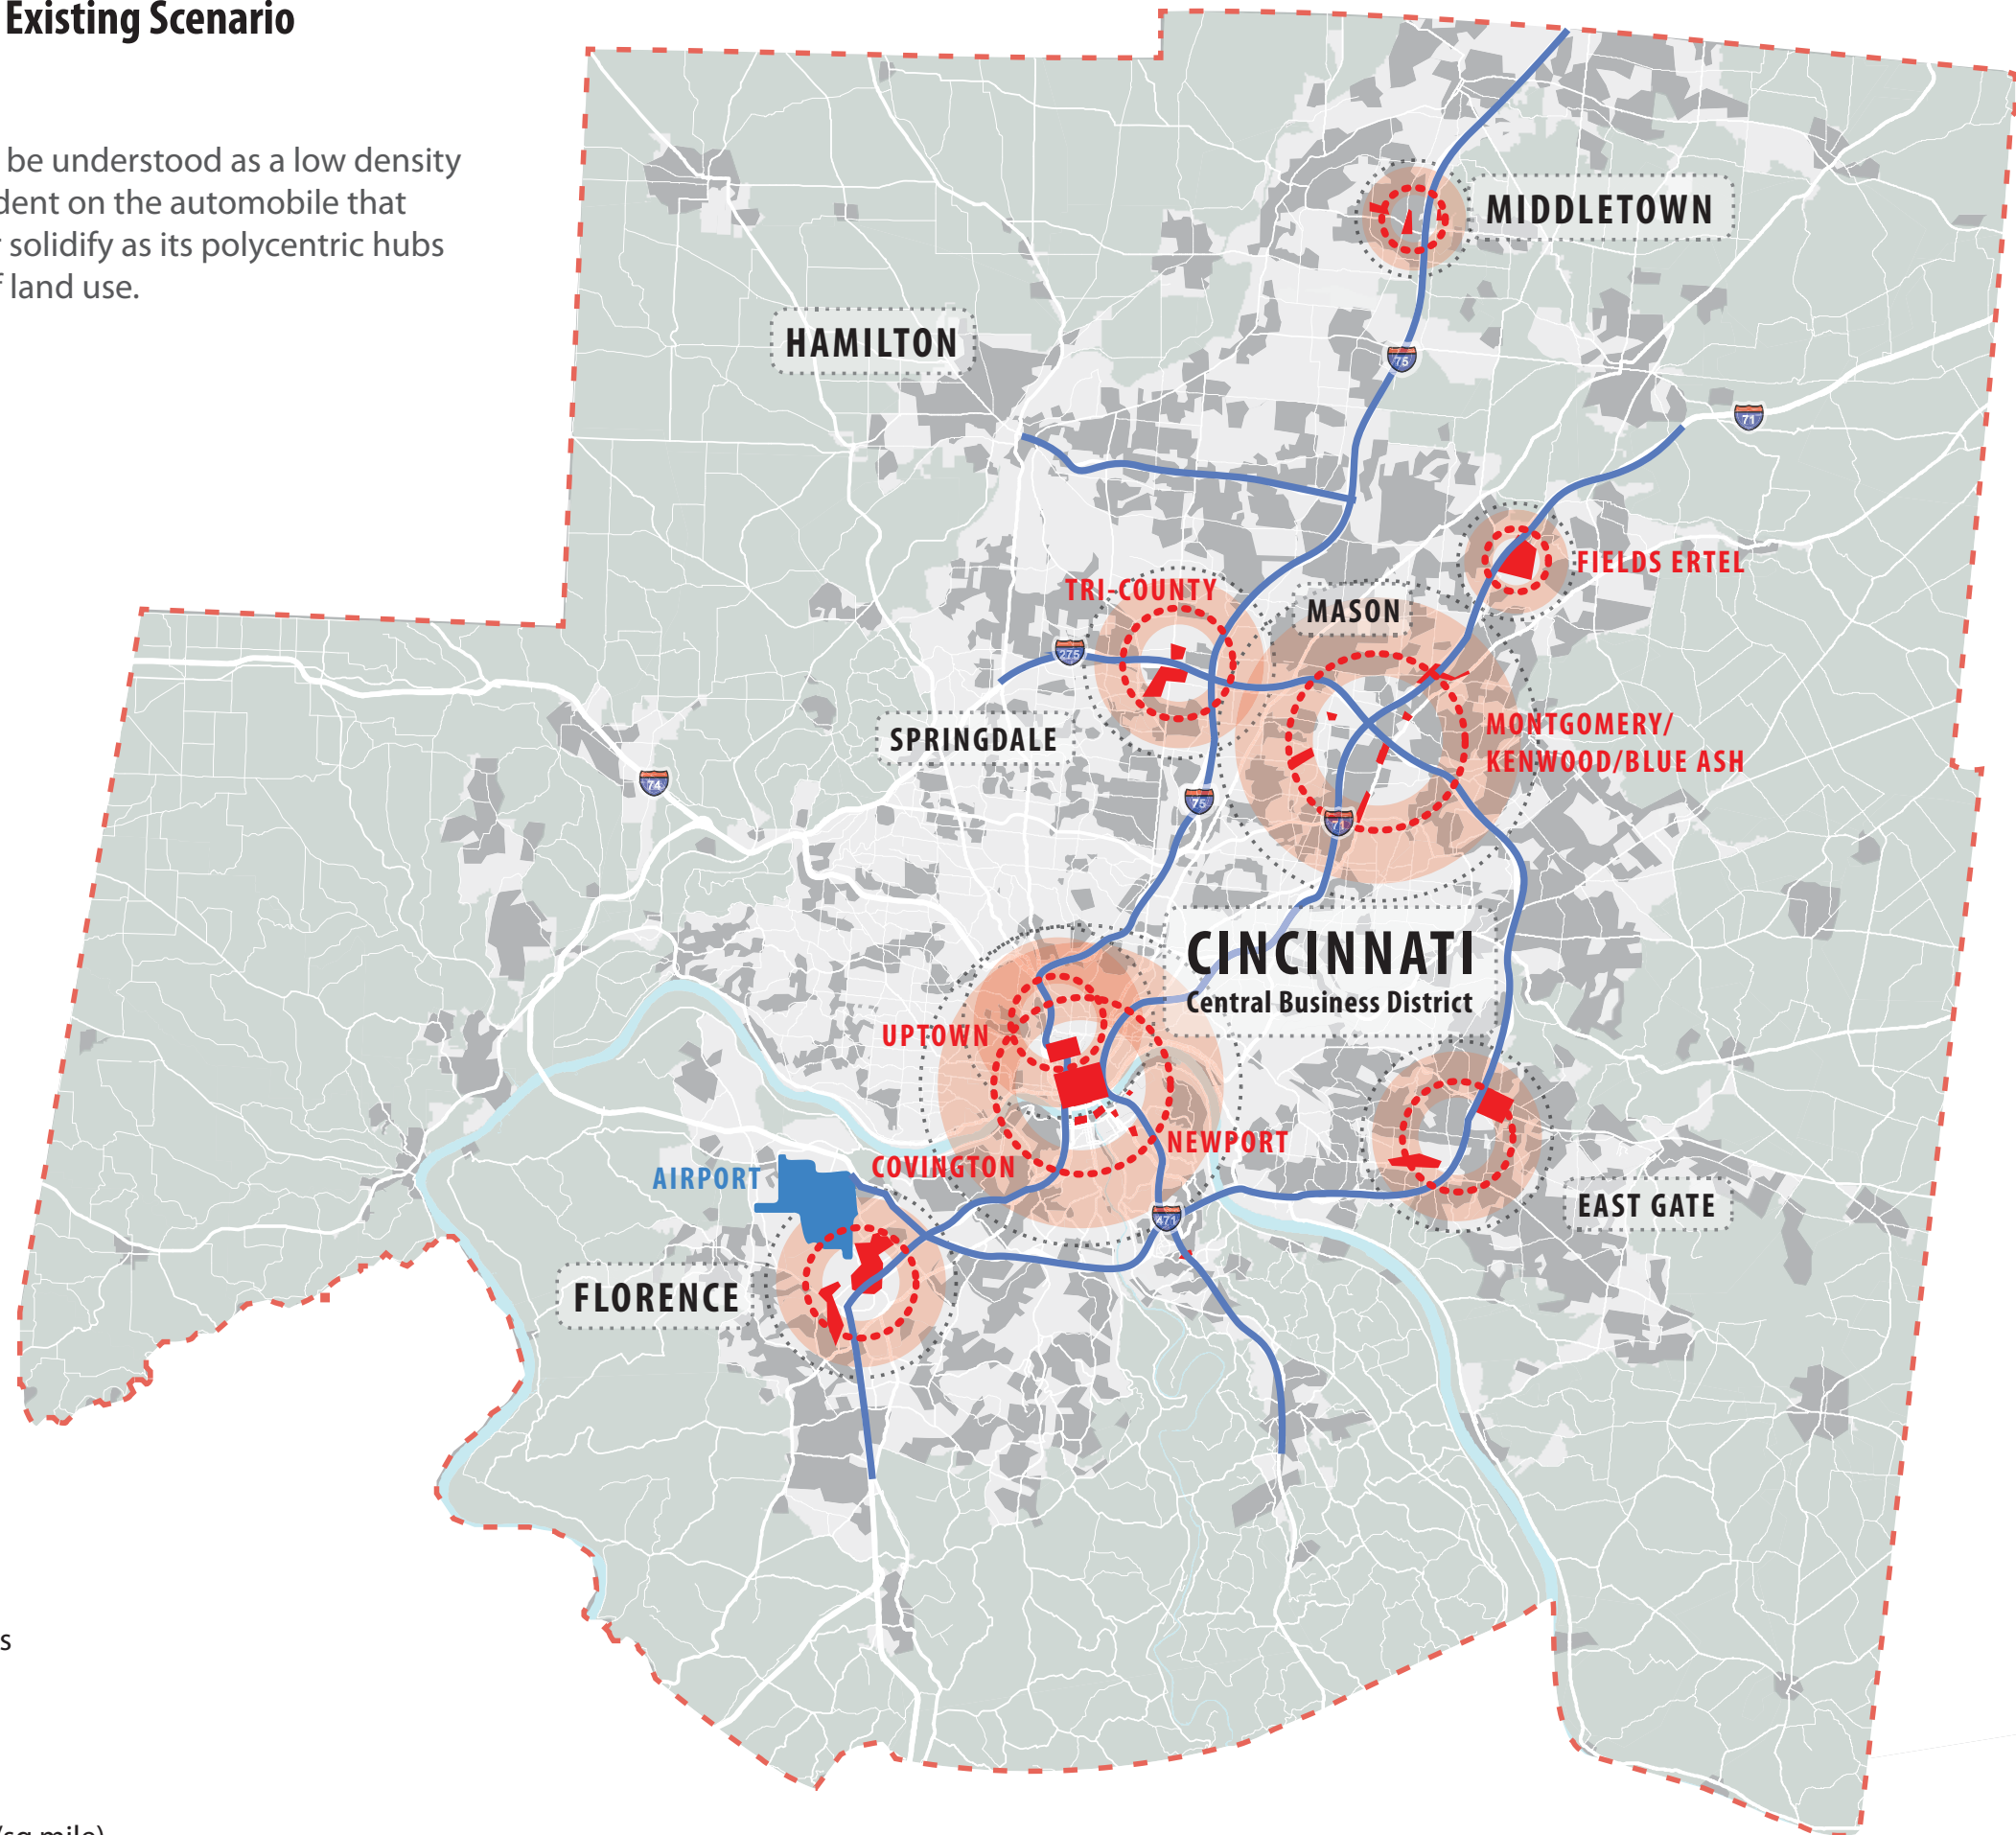 Existing Scenario
be understood as a low density
dent on the automobile that
solidify as its polycentric hubs
land use.
MIDDLETOWN
HAMILTON
75
71
FIELDS ERTEL
TRI-COUNTY
MASON
275
SPRINGDALE
MONTGOMERY/
KENWOOD/BLUE ASH
74
75
71
CINCINNATI
Central Business District
UPTOWN
NEWPORT
COVINGTON
AIRPORT
EAST GATE
471
FLORENCE
s
/sq mile)